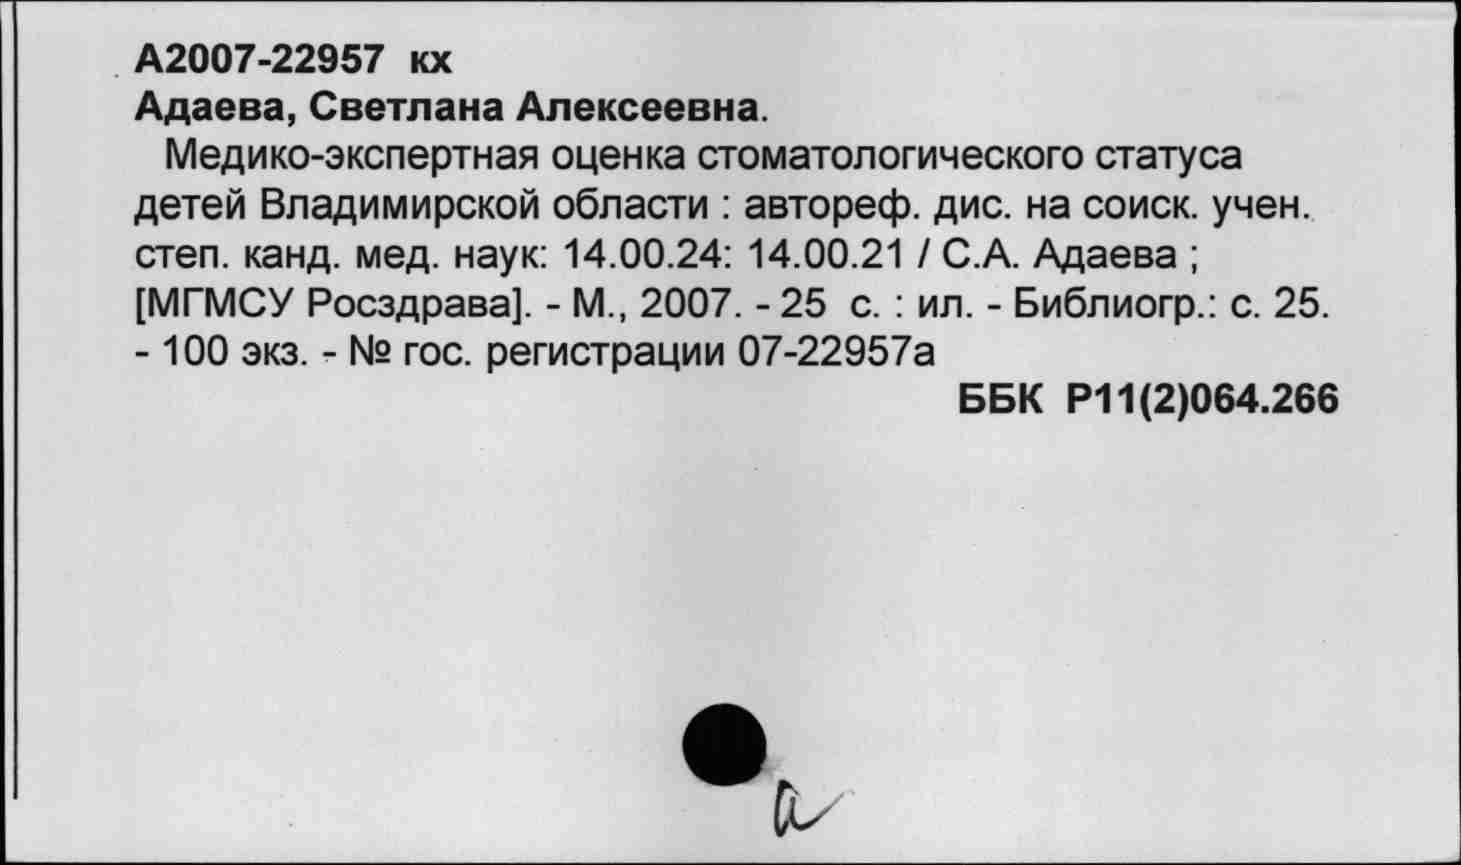 А2007-22957 кх
Адаева, Светлана Алексеевна.
Медико-экспертная оценка стоматологического статуса
детей Владимирской области : автореф. дис. на соиск. учен.
степ. канд. мед. наук: 14.00.24: 14.00.21 / С.А. Адаева ;
[МГМСУ Росздрава]. - М., 2007. - 25 с. : ил. - Библиогр.: с. 25.
- 100 экз. - № гос. регистрации 07-22957а
ББК Р11(2)064.266
а